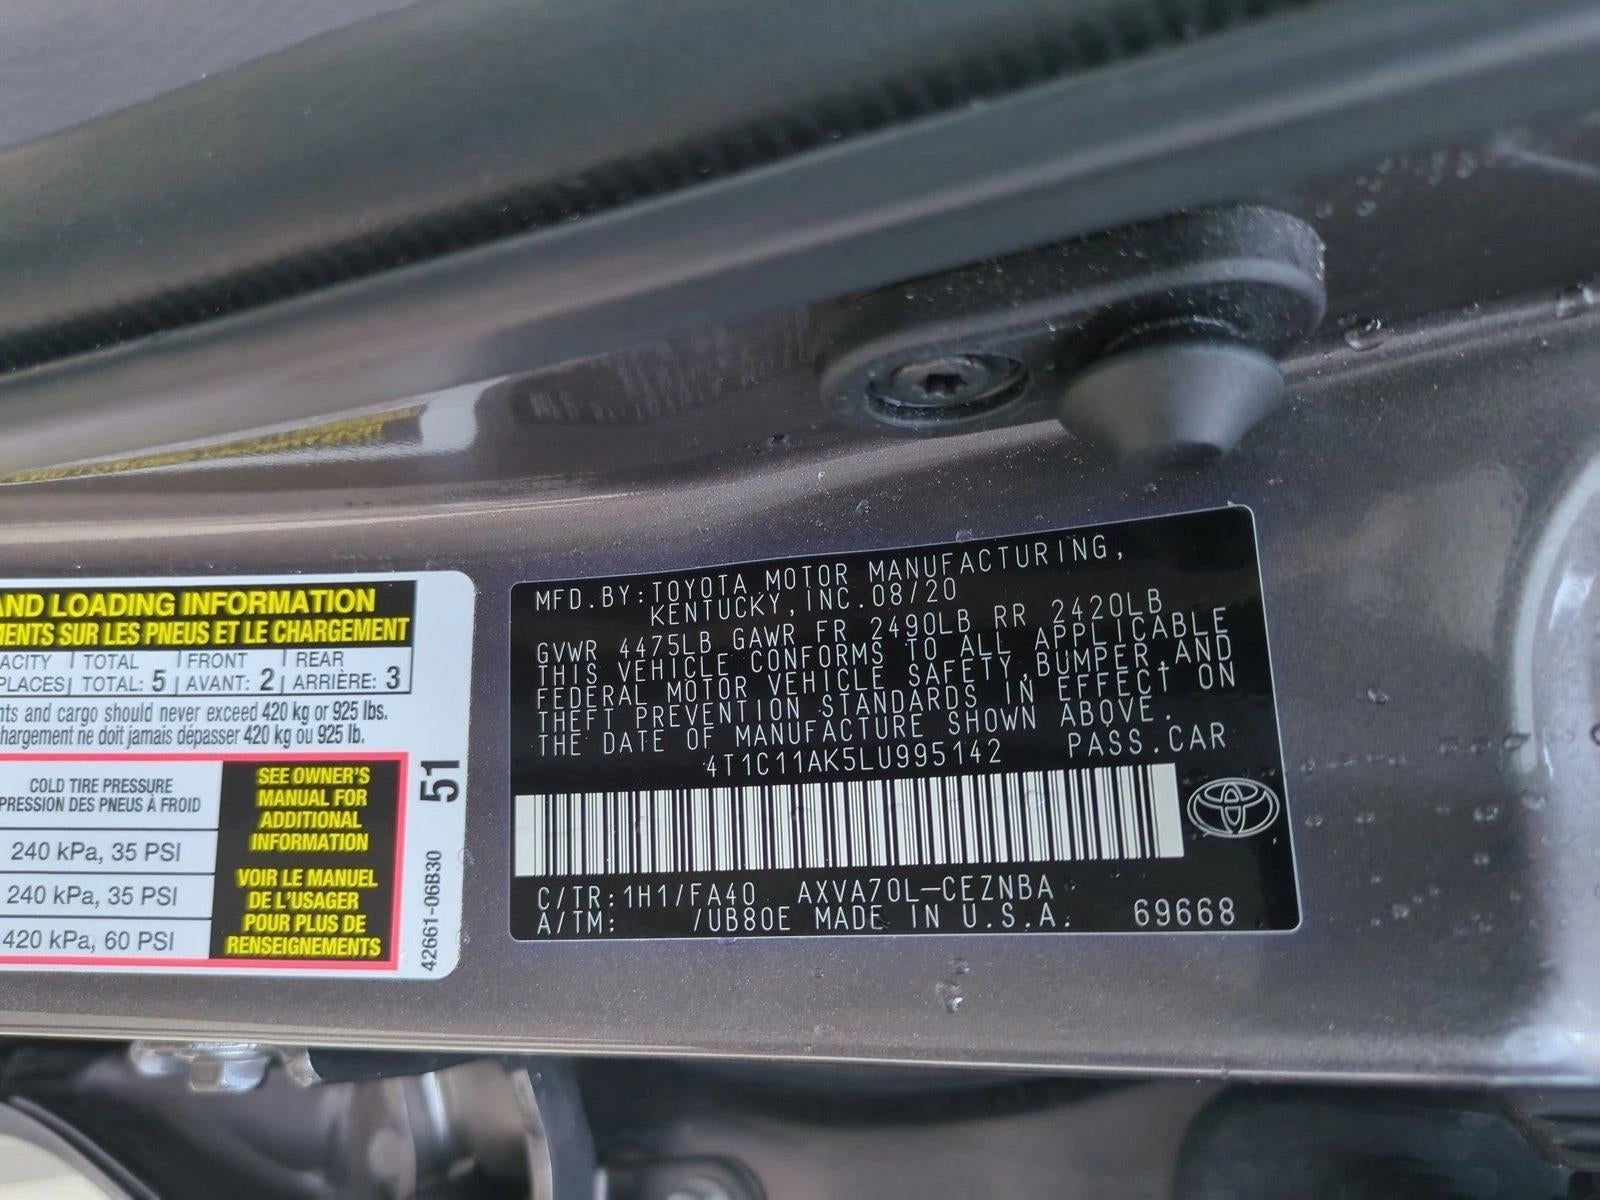 AND LOADING INFORMATION
MENTS SUR LES PNEUS ET LE CHARGEMENT
ACITY TOTAL FRONT REAR
PLACES TOTAL: 5 AVANT: 2 ARRIÈRE: 3
nts and cargo should never exceed 420 kg or 925 lbs.
hargement ne doit jamais dépasser 420 kg ou 925 lb.
COLD TIRE PRESSURE
PRESSION DES PNEUS À FROID
240 kPa, 35 PSI
240 kPa, 35 PSI
420 kPa, 60 PSI
SEE OWNER'S
MANUAL FOR
ADDITIONAL
INFORMATION
VOIR LE MANUEL
DE L'USAGER
POUR PLUS DE
RENSEIGNEMENTS
51
42661-06B30
MFD.BY:TOYOTA MOTOR MANUFACTURING,
KENTUCKY,INC.08/20
GVWR 4475LB GAWR FR 2490LB RR 2420LB
THIS VEHICLE CONFORMS TO ALL APPLICABLE
FEDERAL MOTOR VEHICLE SAFETY,BUMPER,AND
THEFT PREVENTION STANDARDS IN EFFECT ON
THE DATE OF MANUFACTURE SHOWN ABOVE.
4T1C11AK5LU995142 PASS.CAR
C/TR:1H1/FA40 AXVA70L-CEZNBA
A/TM: /UB80E MADE IN U.S.A. 69668